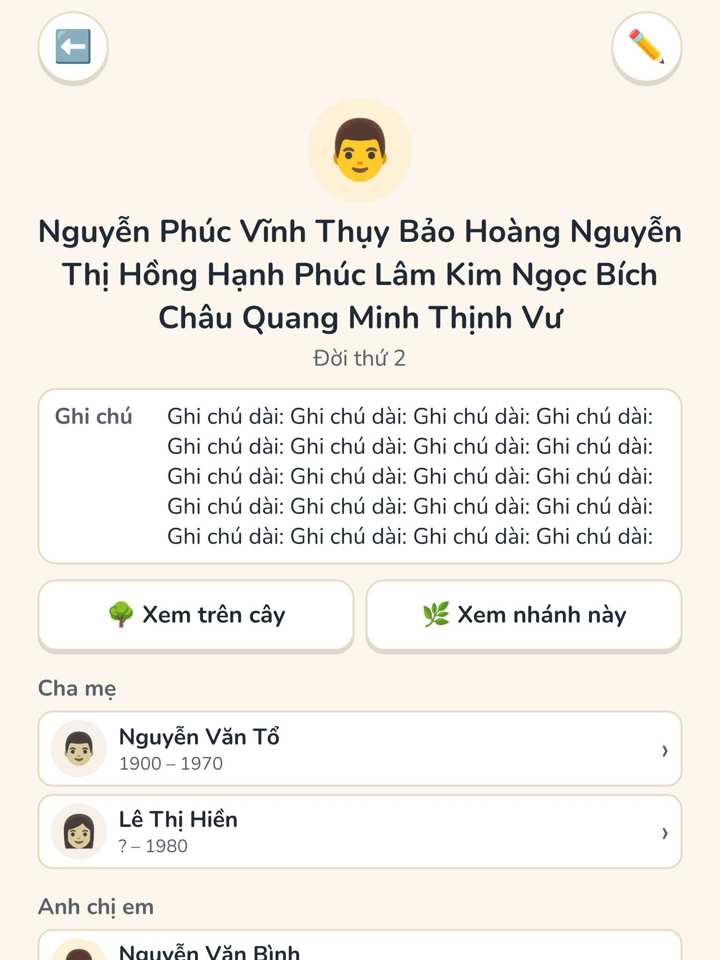 Nguyễn Phúc Vĩnh Thụy Bảo Hoàng Nguyễn
Thị Hồng Hạnh Phúc Lâm Kim Ngọc Bích
Châu Quang Minh Thịnh Vư
Đời thứ 2
Ghi chú
Ghi chú dài: Ghi chú dài: Ghi chú dài: Ghi chú dài:
Ghi chú dài: Ghi chú dài: Ghi chú dài: Ghi chú dài:
Ghi chú dài: Ghi chú dài: Ghi chú dài: Ghi chú dài:
Ghi chú dài: Ghi chú dài: Ghi chú dài: Ghi chú dài:
Ghi chú dài: Ghi chú dài: Ghi chú dài: Ghi chú dài:
Xem trên cây
Xem nhánh này
Cha mẹ
Nguyễn Văn Tổ
1900 – 1970
Lê Thị Hiền
? – 1980
Anh chị em
Nguyễn Văn Bình